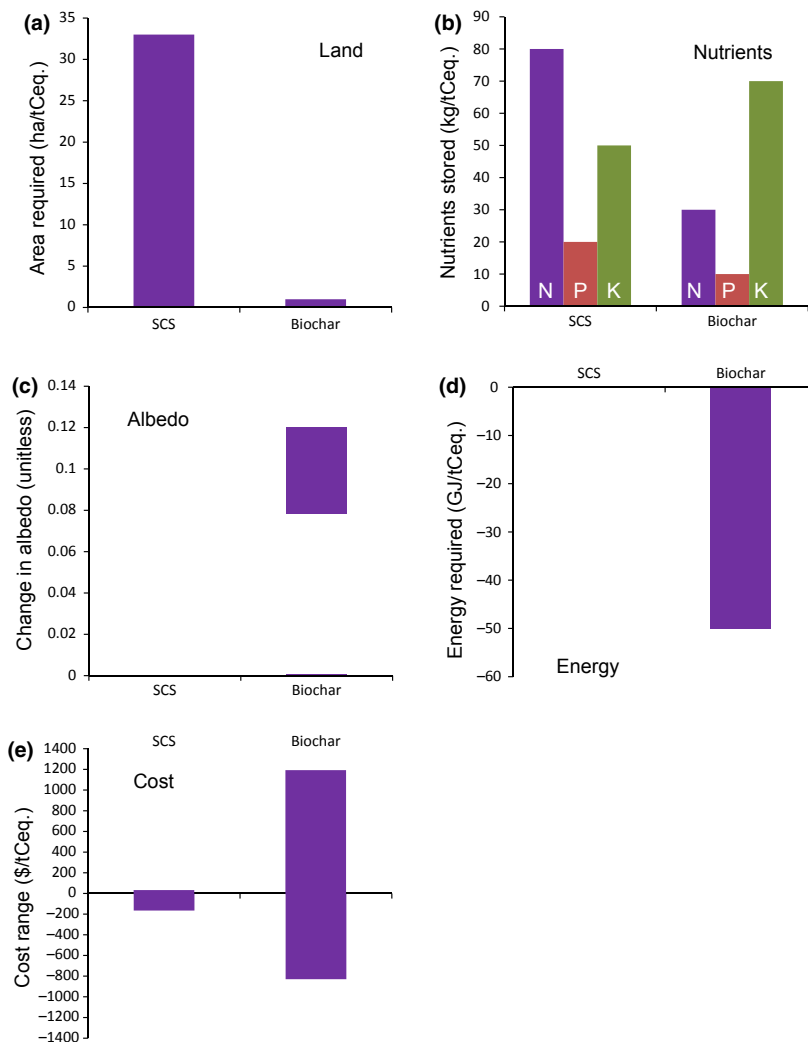 (a)
Land
Area required (ha/tCeq.)
35
30
25
20
15
10
5
0
SCS Biochar
(b)
Nutrients
Nutrients stored (kg/tCeq.)
90
80
70
60
50
40
30
20
10
0
N P K N P K
SCS Biochar
(c)
Albedo
Change in albedo (unitless)
0.14
0.12
0.1
0.08
0.06
0.04
0.02
0
SCS Biochar
(d)
SCS Biochar
Energy required (GJ/tCeq.)
0
–10
–20
–30
–40
–50
–60
Energy
(e)
SCS Biochar
Cost
Cost range ($/tCeq.)
1400
1200
1000
800
600
400
200
0
–200
–400
–600
–800
–1000
–1200
–1400